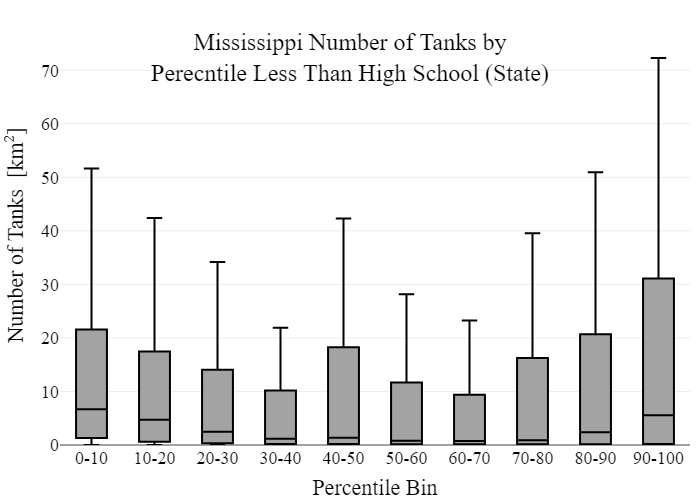 Mississippi Number of Tanks by
Perecntile Less Than High School (State)
Number of Tanks [km²]
70
60
50
40
30
20
10
0
0-10 10-20 20-30 30-40 40-50 50-60 60-70 70-80 80-90 90-100
Percentile Bin